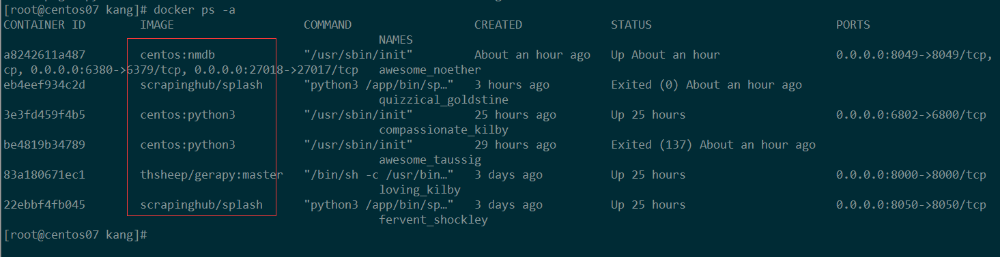 [root@centos07 kang]# docker ps -a
CONTAINER ID        IMAGE                   COMMAND                  CREATED             STATUS                           PORTS
NAMES
a8242611a487        centos:nmdb             "/usr/sbin/init"         About an hour ago   Up About an hour                 0.0.0.0:8049->8049/tcp,
cp, 0.0.0.0:6380->6379/tcp, 0.0.0.0:27018->27017/tcp   awesome_noether
eb4eef934c2d        scrapinghub/splash      "python3 /app/bin/sp…"   3 hours ago         Exited (0) About an hour ago
quizzical_goldstine
3e3fd459f4b5        centos:python3          "/usr/sbin/init"         25 hours ago        Up 25 hours                      0.0.0.0:6802->6800/tcp
compassionate_kilby
be4819b34789        centos:python3          "/usr/sbin/init"         29 hours ago        Exited (137) About an hour ago
awesome_taussig
83a180671ec1        thsheep/gerapy:master   "/bin/sh -c /usr/bin…"   3 days ago          Up 25 hours                      0.0.0.0:8000->8000/tcp
loving_kilby
22ebbf4fb045        scrapinghub/splash      "python3 /app/bin/sp…"   3 days ago          Up 25 hours                      0.0.0.0:8050->8050/tcp
fervent_shockley
[root@centos07 kang]#